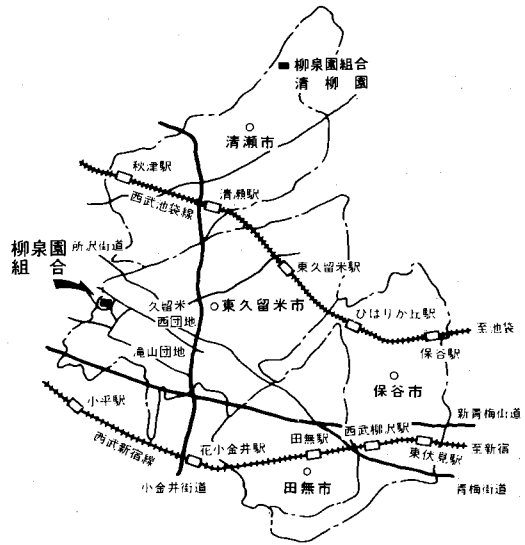 柳泉園組合
清柳園
清瀬市
秋津駅
清瀬駅
西武池袋線
柳泉園
組合
所沢街道
東久留米駅
久留米
西団地
東久留米市
ひばりか丘駅
至池袋
保谷駅
滝山団地
保谷市
小平駅
新青梅街道
西武柳沢駅
田無駅
花小金井駅
西武新宿線
至新宿
東伏見駅
小金井街道
田無市
青梅街道